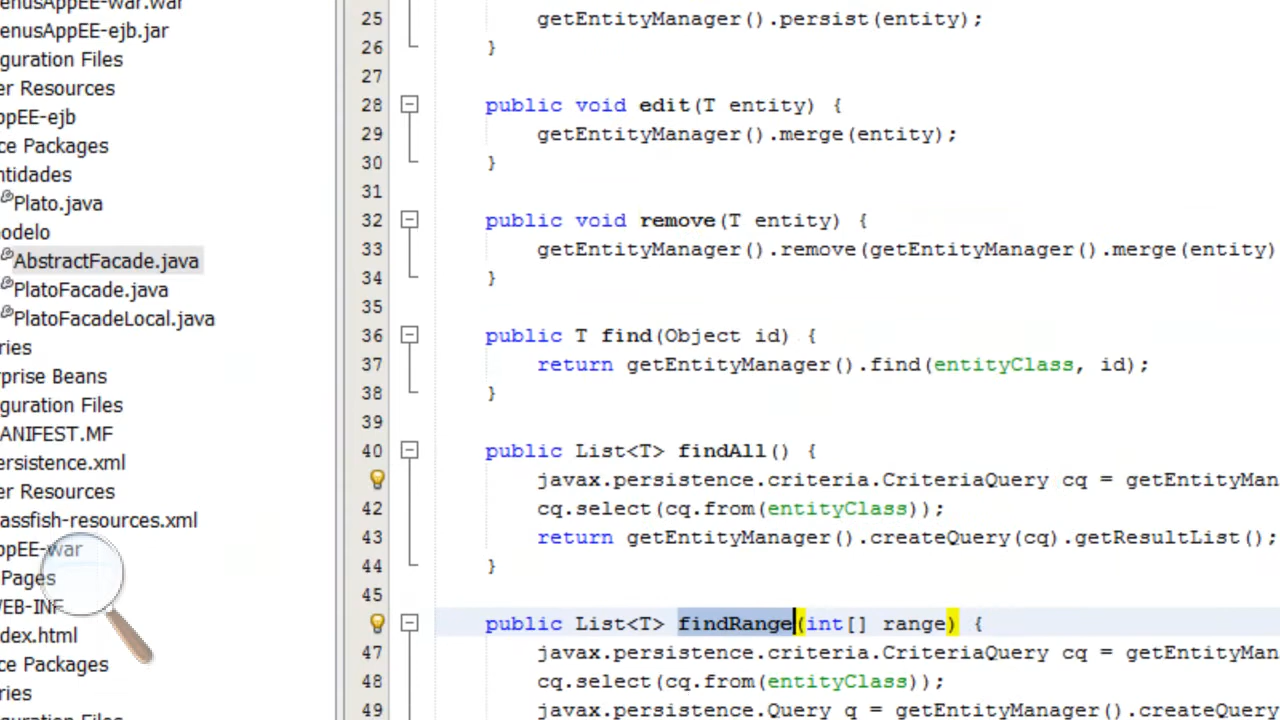 enusAppEE-war.war
enusAppEE-ejb.jar
guration Files
er Resources
ppEE-ejb
ce Packages
ntidades
Plato.java
odelo
AbstractFacade.java
PlatoFacade.java
PlatoFacadeLocal.java
ries
rprise Beans
guration Files
ANIFEST.MF
ersistence.xml
er Resources
assfish-resources.xml
ppEE-war
Pages
WEB-INF
dex.html
ce Packages
ries
25 getEntityManager().persist(entity);
26 }
27
28 public void edit(T entity) {
29 getEntityManager().merge(entity);
30 }
31
32 public void remove(T entity) {
33 getEntityManager().remove(getEntityManager().merge(entity)
34 }
35
36 public T find(Object id) {
37 return getEntityManager().find(entityClass, id);
38 }
39
40 public List<T> findAll() {
javax.persistence.criteria.CriteriaQuery cq = getEntityMan
42 cq.select(cq.from(entityClass));
43 return getEntityManager().createQuery(cq).getResultList();
44 }
45
public List<T> findRange(int[] range) {
47 javax.persistence.criteria.CriteriaQuery cq = getEntityMan
48 cq.select(cq.from(entityClass));
49 javax.persistence.Query q = getEntityManager().createQuery